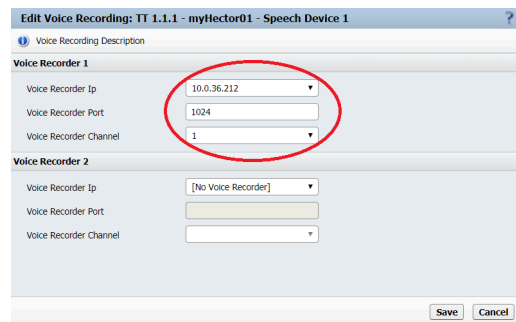 Edit Voice Recording: TT 1.1.1 - myHector01 - Speech Device 1 ?
i Voice Recording Description
Voice Recorder 1
Voice Recorder Ip 10.0.36.212
Voice Recorder Port 1024
Voice Recorder Channel 1
Voice Recorder 2
Voice Recorder Ip [No Voice Recorder]
Voice Recorder Port
Voice Recorder Channel
Save Cancel